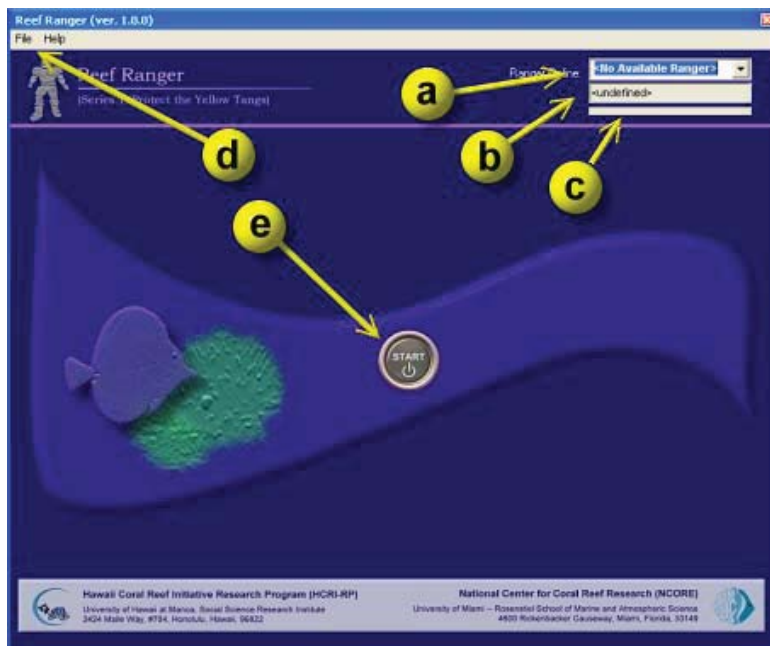 Reef Ranger (ver. 1.0.0)
File Help
Reef Ranger
(Series 1: Protect the Yellow Tangs)
Ranger Online
<No Available Ranger>
<undefined>
a
b
c
d
e
START
Hawaii Coral Reef Initiative Research Program (HCRI-RP)
University of Hawaii at Manoa, Social Science Research Institute
2424 Maile Way, #704, Honolulu, Hawaii, 96822
National Center for Coral Reef Research (NCORE)
University of Miami -- Rosenstiel School of Marine and Atmospheric Science
4600 Rickenbacker Causeway, Miami, Florida, 33149